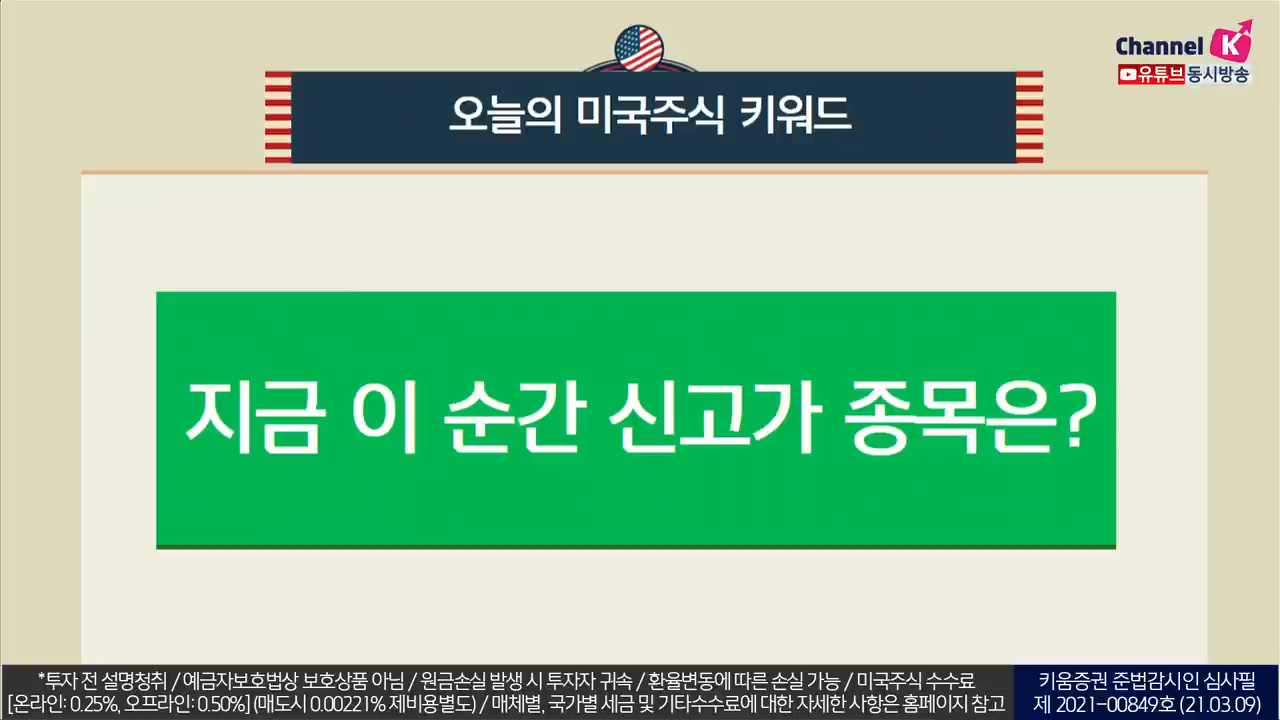 Channel K
유튜브동시방송
오늘의 미국주식 키워드
지금 이 순간 신고가 종목은?
*투자 전 설명청취 / 예금자보호법상 보호상품 아님 / 원금손실 발생 시 투자자 귀속 / 환율변동에 따른 손실 가능 / 미국주식 수수료
[온라인: 0.25%, 오프라인: 0.50%] (매도시 0.00221% 제비용별도) / 매체별, 국가별 세금 및 기타수수료에 대한 자세한 사항은 홈페이지 참고
키움증권 준법감시인 심사필
제 2021-00849호 (21.03.09)